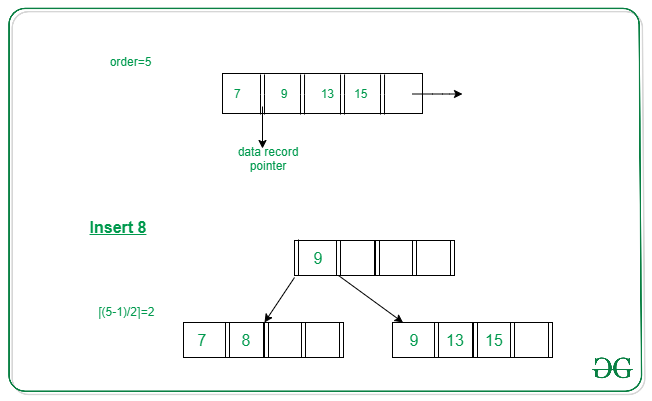 order=5
7 9 13 15
data record
pointer
Insert 8
9
⌈(5-1)/2]=2
7 8 9 13 15
GG